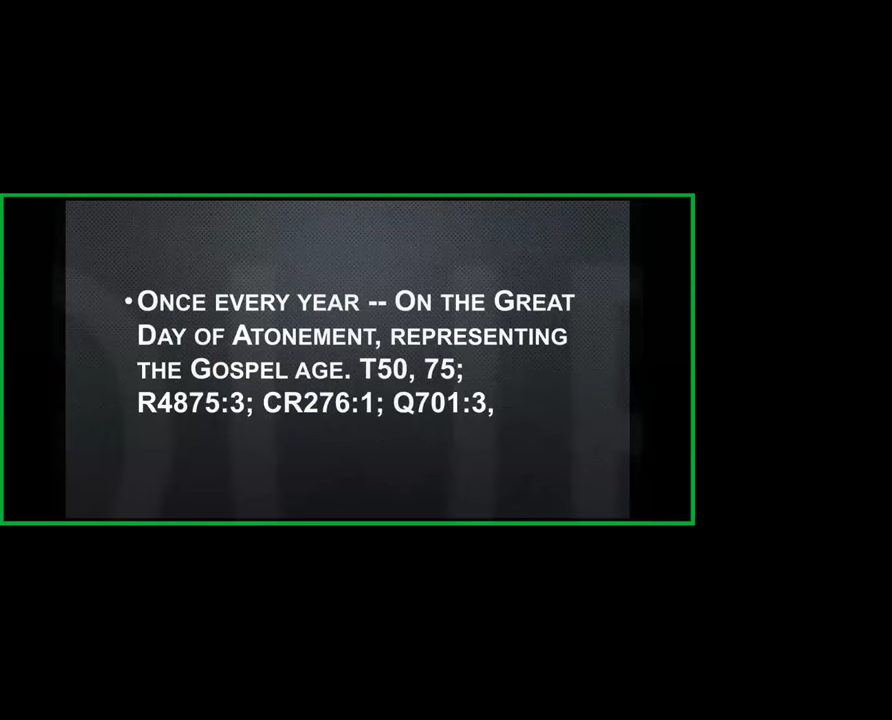 • ONCE EVERY YEAR -- ON THE GREAT
DAY OF ATONEMENT, REPRESENTING
THE GOSPEL AGE. T50, 75;
R4875:3; CR276:1; Q701:3,